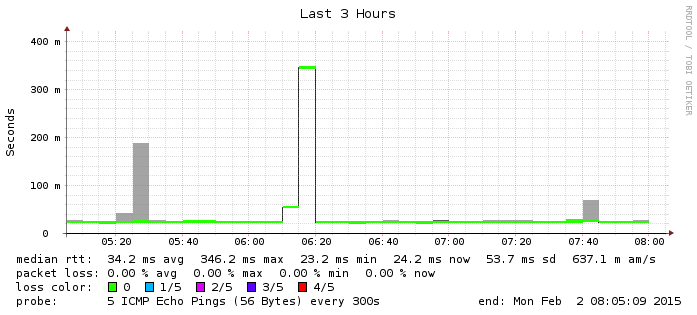 Last 3 Hours
RRDTOOL / TOBI OETIKER
Seconds
400 m
300 m
200 m
100 m
0
05:20 05:40 06:00 06:20 06:40 07:00 07:20 07:40 08:00
median rtt: 34.2 ms avg 346.2 ms max 23.2 ms min 24.2 ms now 53.7 ms sd 637.1 m am/s
packet loss: 0.00 % avg 0.00 % max 0.00 % min 0.00 % now
loss color: 0 1/5 2/5 3/5 4/5
probe: 5 ICMP Echo Pings (56 Bytes) every 300s end: Mon Feb 2 08:05:09 2015